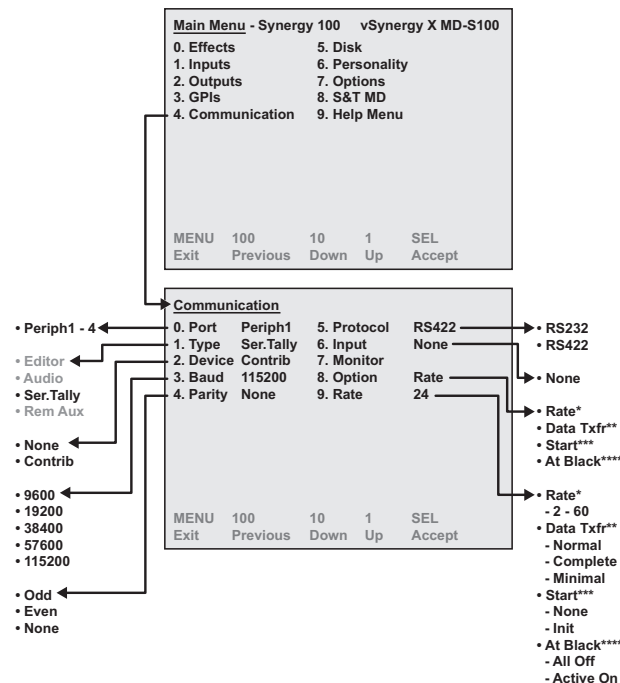 Main Menu - Synergy 100 vSynergy X MD-S100
0. Effects 5. Disk
1. Inputs 6. Personality
2. Outputs 7. Options
3. GPIs 8. S&T MD
4. Communication 9. Help Menu
MENU 100 10 1 SEL
Exit Previous Down Up Accept
Communication
0. Port Periph1 5. Protocol RS422
1. Type Ser.Tally 6. Input None
2. Device Contrib 7. Monitor
3. Baud 115200 8. Option Rate
4. Parity None 9. Rate 24
MENU 100 10 1 SEL
Exit Previous Down Up Accept
• Periph1 - 4
• Editor
• Audio
• Ser.Tally
• Rem Aux
• None
• Contrib
• 9600
• 19200
• 38400
• 57600
• 115200
• Odd
• Even
• None
• RS232
• RS422
• None
• Rate*
• Data Txfr**
• Start***
• At Black****
• Rate*
- 2 - 60
• Data Txfr**
- Normal
- Complete
- Minimal
• Start***
- None
- Init
• At Black****
- All Off
- Active On